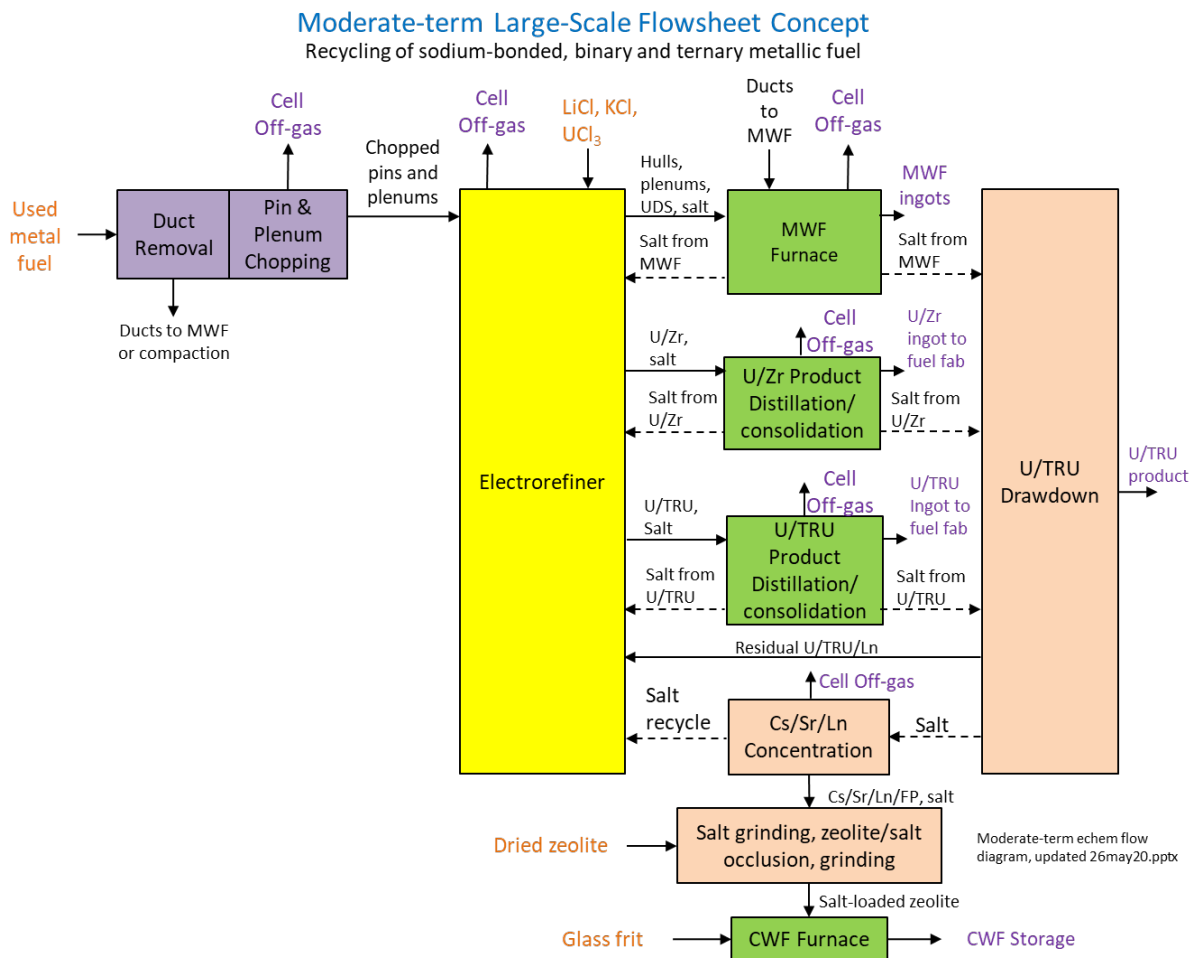 Moderate-term Large-Scale Flowsheet Concept
Recycling of sodium-bonded, binary and ternary metallic fuel
Cell
Off-gas
Cell
Off-gas
LiCl, KCl,
UCl₃
Ducts
to
MWF
Cell
Off-gas
Chopped
pins and
plenums
Hulls,
plenums,
UDS, salt
MWF
ingots
Used
metal
fuel
Duct
Removal
Pin &
Plenum
Chopping
MWF
Furnace
Salt from
MWF
Salt from
MWF
Ducts to MWF
or compaction
U/Zr,
salt
Cell
Off-gas
U/Zr
ingot to
fuel fab
U/Zr Product
Distillation/
consolidation
Salt from
U/Zr
Salt from
U/Zr
Electrorefiner
U/TRU
Drawdown
U/TRU
product
U/TRU,
Salt
Cell
Off-gas
U/TRU
Ingot to
fuel fab
U/TRU
Product
Distillation/
consolidation
Salt from
U/TRU
Salt from
U/TRU
Residual U/TRU/Ln
Cell Off-gas
Salt
recycle
Cs/Sr/Ln
Concentration
Salt
Cs/Sr/Ln/FP, salt
Dried zeolite
Salt grinding, zeolite/salt
occlusion, grinding
Moderate-term echem flow
diagram, updated 26may20.pptx
Salt-loaded zeolite
Glass frit
CWF Furnace
CWF Storage